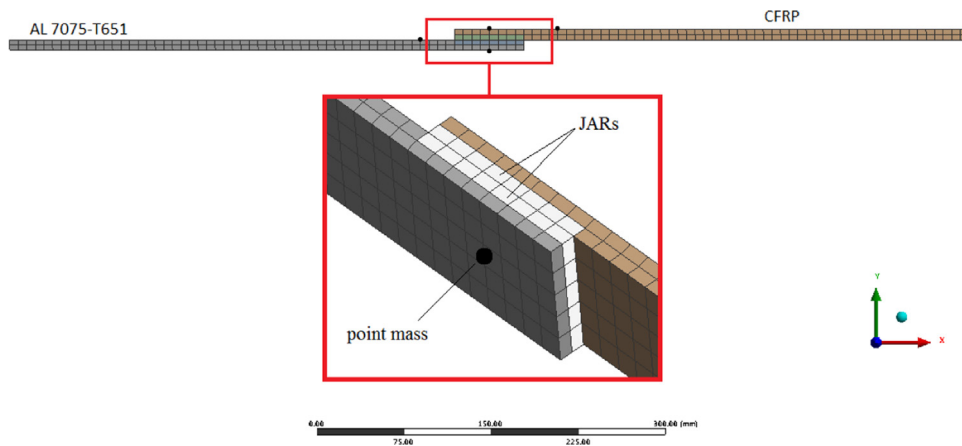 AL 7075-T651
CFRP
JARs
point mass
Y
X
0.00 150.00 300.00 (mm)
75.00 225.00